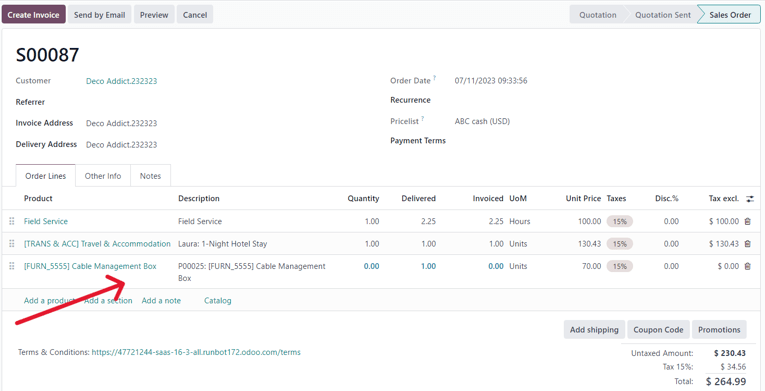 Create Invoice Send by Email Preview Cancel Quotation Quotation Sent Sales Order
S00087
Customer Deco Addict.232323 Order Date ? 07/11/2023 09:33:56
Referrer Recurrence
Invoice Address Deco Addict.232323 Pricelist ? ABC cash (USD)
Delivery Address Deco Addict.232323 Payment Terms
Order Lines Other Info Notes
Product Description Quantity Delivered Invoiced UoM Unit Price Taxes Disc.% Tax excl.
Field Service Field Service 1.00 2.25 2.25 Hours 100.00 15% 0.00 $ 100.00
[TRANS & ACC] Travel & Accommodation Laura: 1-Night Hotel Stay 1.00 1.00 1.00 Units 130.43 15% 0.00 $ 130.43
[FURN_5555] Cable Management Box P00025: [FURN_5555] Cable Management 0.00 1.00 0.00 Units 70.00 15% 0.00 $ 0.00
Box
Add a product Add a section Add a note Catalog
Add shipping Coupon Code Promotions
Terms & Conditions: https://47721244-saas-16-3-all.runbot172.odoo.com/terms Untaxed Amount: $ 230.43
Tax 15%: $ 34.56
Total: $ 264.99